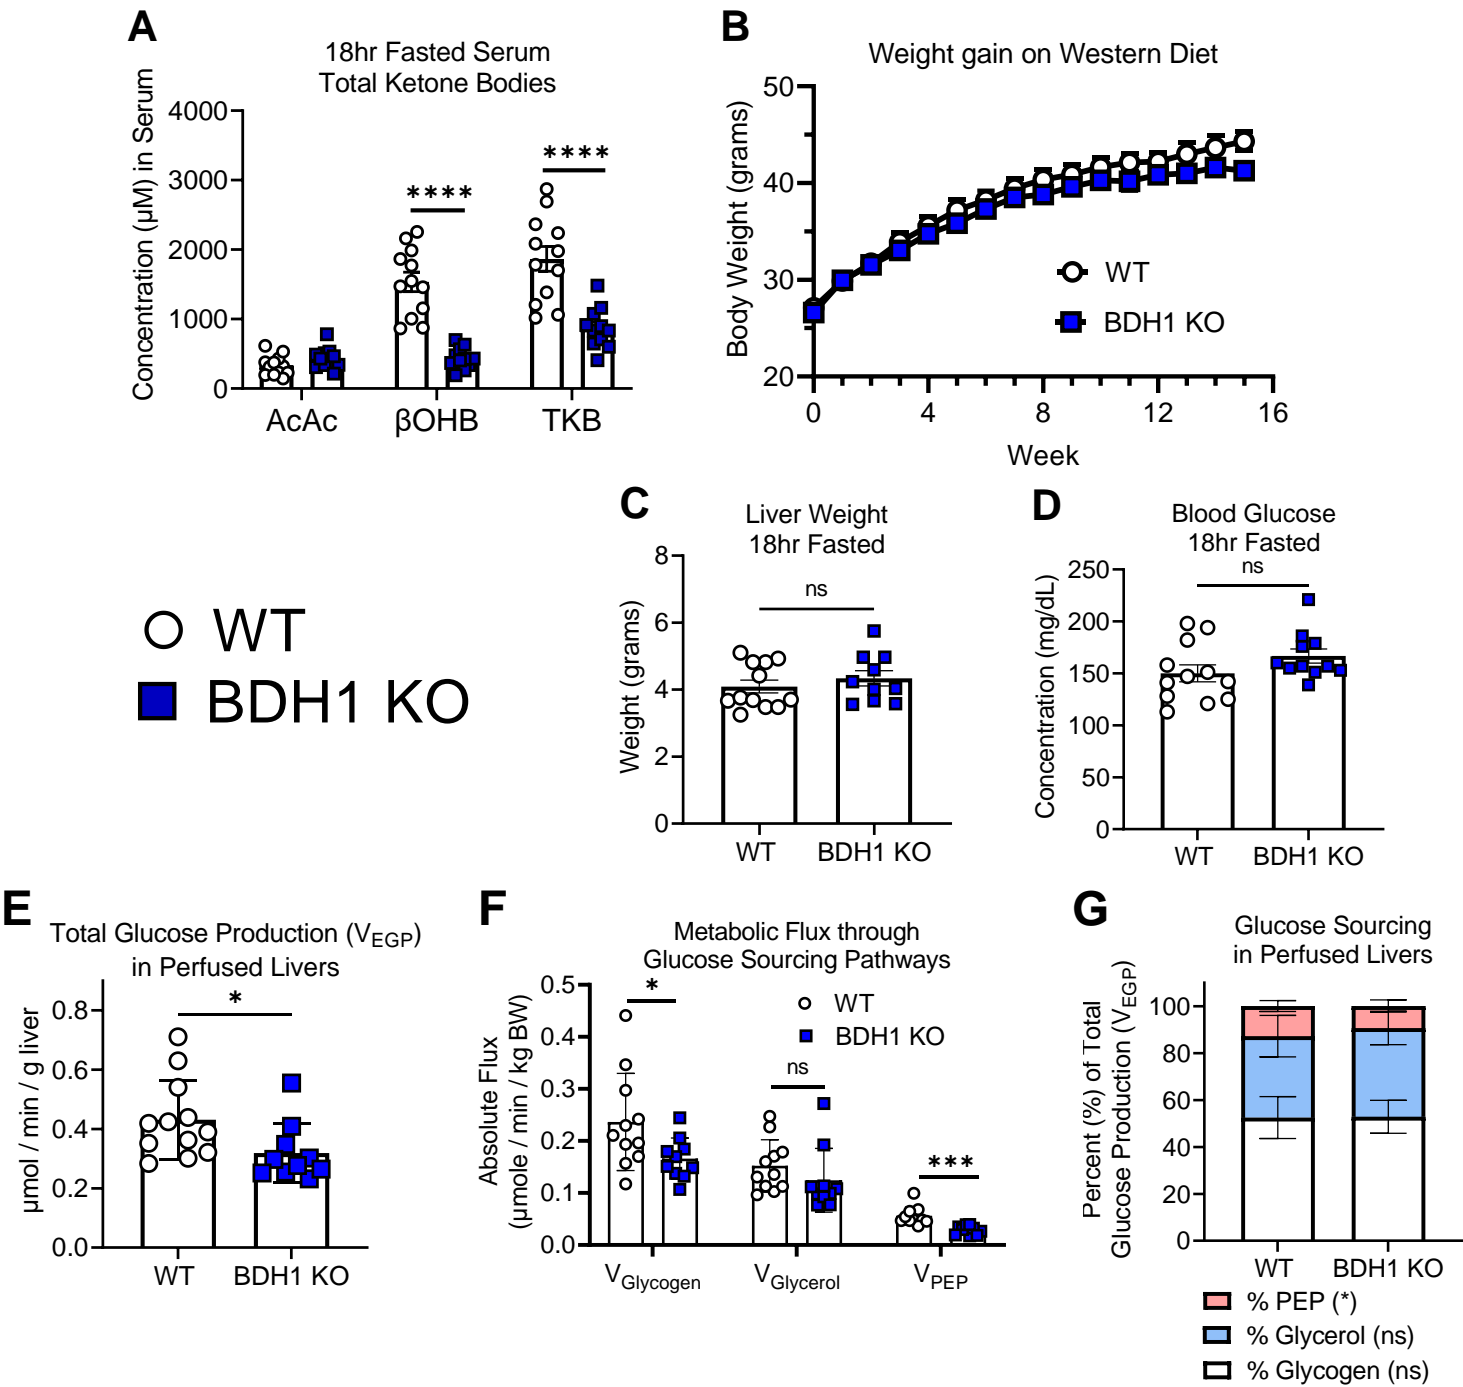 A
18hr Fasted Serum
Total Ketone Bodies
Concentration (µM) in Serum
4000
3000
2000
1000
0
****
****
AcAc
βOHB
TKB
B
Weight gain on Western Diet
Body Weight (grams)
50
40
30
20
WT
BDH1 KO
0
4
8
12
16
Week
WT
BDH1 KO
C
Liver Weight
18hr Fasted
Weight (grams)
8
6
4
2
0
ns
WT
BDH1 KO
D
Blood Glucose
18hr Fasted
ns
Concentration (mg/dL)
250
200
150
100
50
0
WT
BDH1 KO
E
Total Glucose Production (VEGP)
in Perfused Livers
µmol / min / g liver
0.8
0.6
0.4
0.2
0.0
*
WT
BDH1 KO
F
Metabolic Flux through
Glucose Sourcing Pathways
Absolute Flux
(µmole / min / kg BW)
0.5
0.4
0.3
0.2
0.1
0.0
*
ns
***
WT
BDH1 KO
VGlycogen
VGlycerol
VPEP
G
Glucose Sourcing
in Perfused Livers
Percent (%) of Total
Glucose Production (VEGP)
100
80
60
40
20
0
WT
BDH1 KO
% PEP (*)
% Glycerol (ns)
% Glycogen (ns)